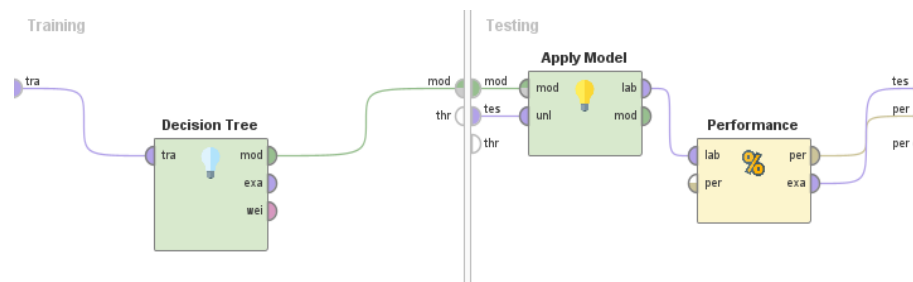 Training
tra
Decision Tree
tra
mod
exa
wei
mod
thr
Testing
mod
tes
thr
Apply Model
mod
unl
lab
mod
Performance
lab
per
%
per
exa
tes
per
per